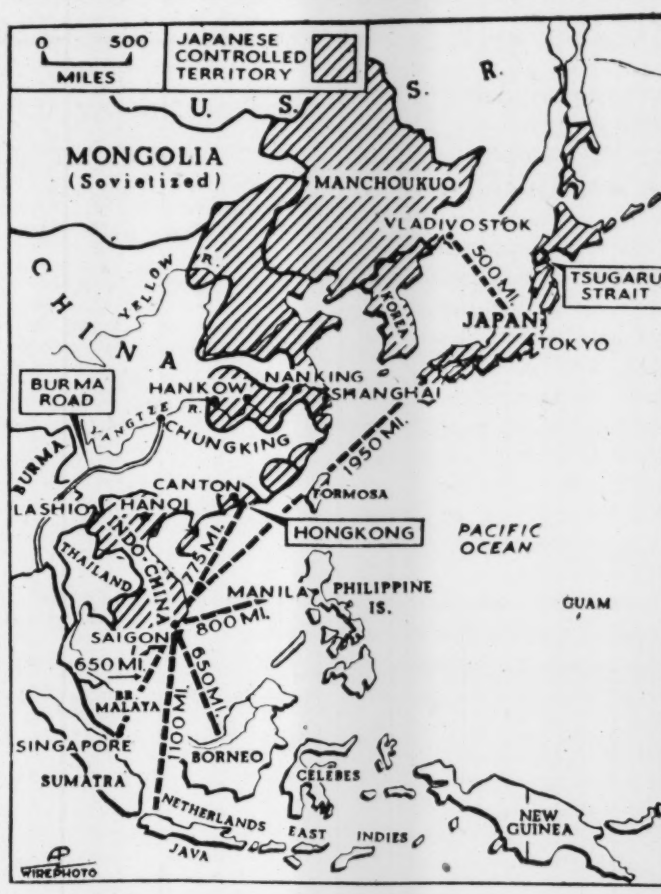 0 500
MILES
JAPANESE
CONTROLLED
TERRITORY
U. S. S. R.
MONGOLIA
(Sovietized)
MANCHOUKUO
VLADIVOSTOK
500 MI.
TSUGARU
STRAIT
JAPAN
TOKYO
KOREA
CHINA
YELLOW R.
BURMA
ROAD
HANKOW
NANKING
SHANGHAI
YANGTZE R.
CHUNGKING
1950 MI.
BURMA
LASHIO
CANTON
HANOI
FORMOSA
HONGKONG
INDO-CHINA
775 MI.
THAILAND
PACIFIC
OCEAN
MANILA
PHILIPPINE
IS.
GUAM
800 MI.
SAIGON
650 MI.
650 MI.
1100 MI.
BR.
MALAYA
SINGAPORE
BORNEO
SUMATRA
CELEBES
NETHERLANDS EAST INDIES
JAVA
NEW
GUINEA
AP
WIREPHOTO